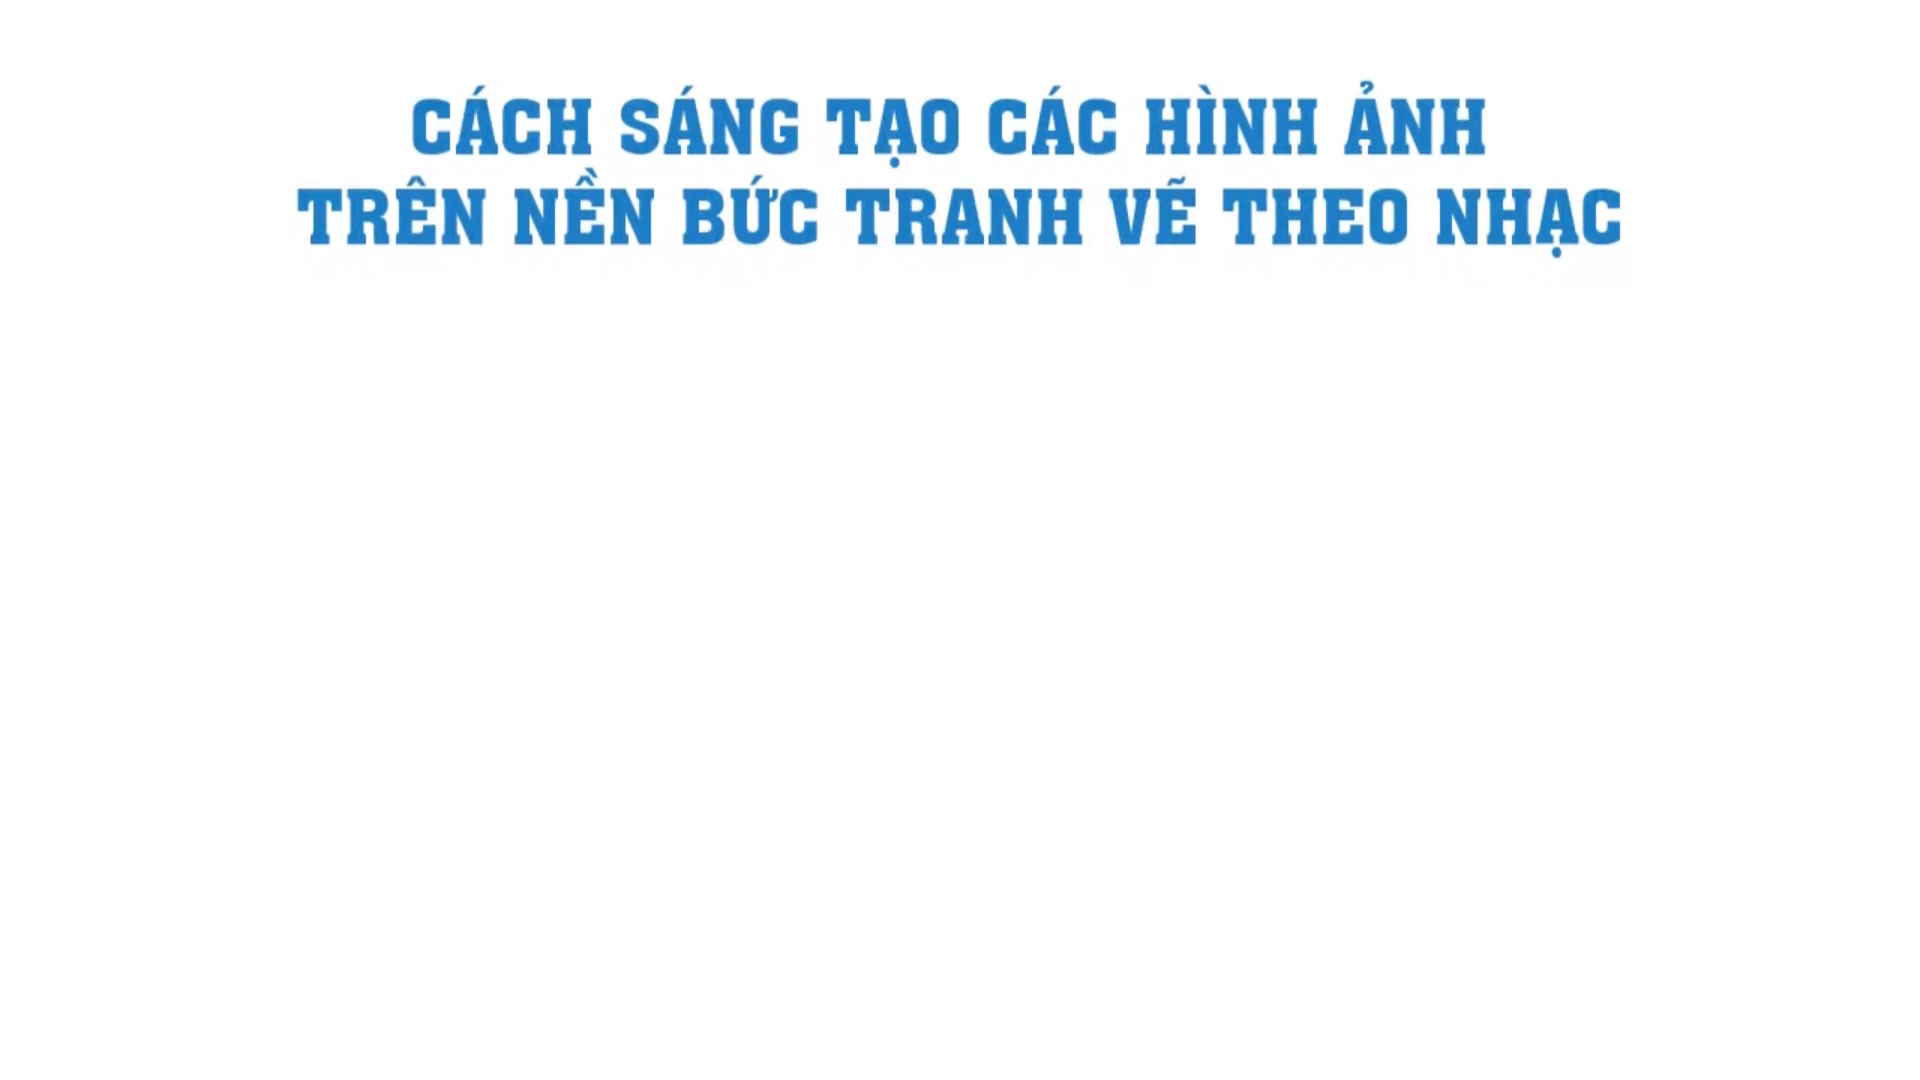 CÁCH SÁNG TẠO CÁC HÌNH ẢNH
TRÊN NỀN BỨC TRANH VẼ THEO NHẠC